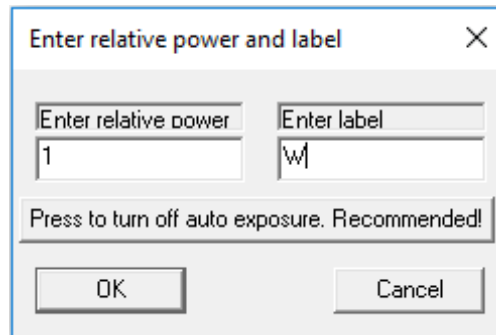 Enter relative power and label
Enter relative power Enter label
1 W
Press to turn off auto exposure. Recommended!
OK Cancel